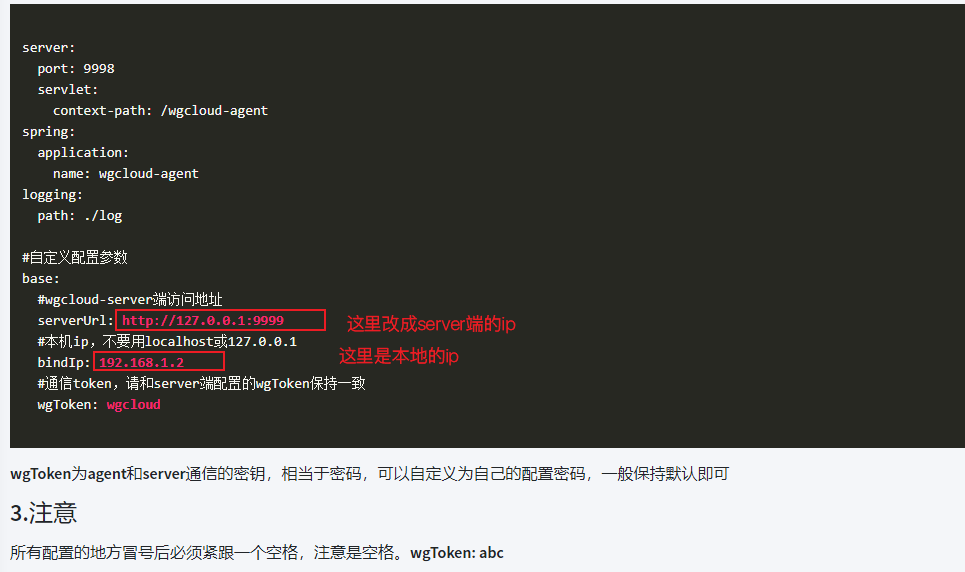 server:
  port: 9998
  servlet:
    context-path: /wgcloud-agent
spring:
  application:
    name: wgcloud-agent
logging:
  path: ./log
#自定义配置参数
base:
  #wgcloud-server端访问地址
  serverUrl: http://127.0.0.1:9999 这里改成server端的ip
  #本机ip，不要用localhost或127.0.0.1
  bindIp: 192.168.1.2 这里是本地的ip
  #通信token，请和server端配置的wgToken保持一致
  wgToken: wgcloud
wgToken为agent和server通信的密钥，相当于密码，可以自定义为自己的配置密码，一般保持默认即可
3.注意
所有配置的地方冒号后必须紧跟一个空格，注意是空格。wgToken: abc